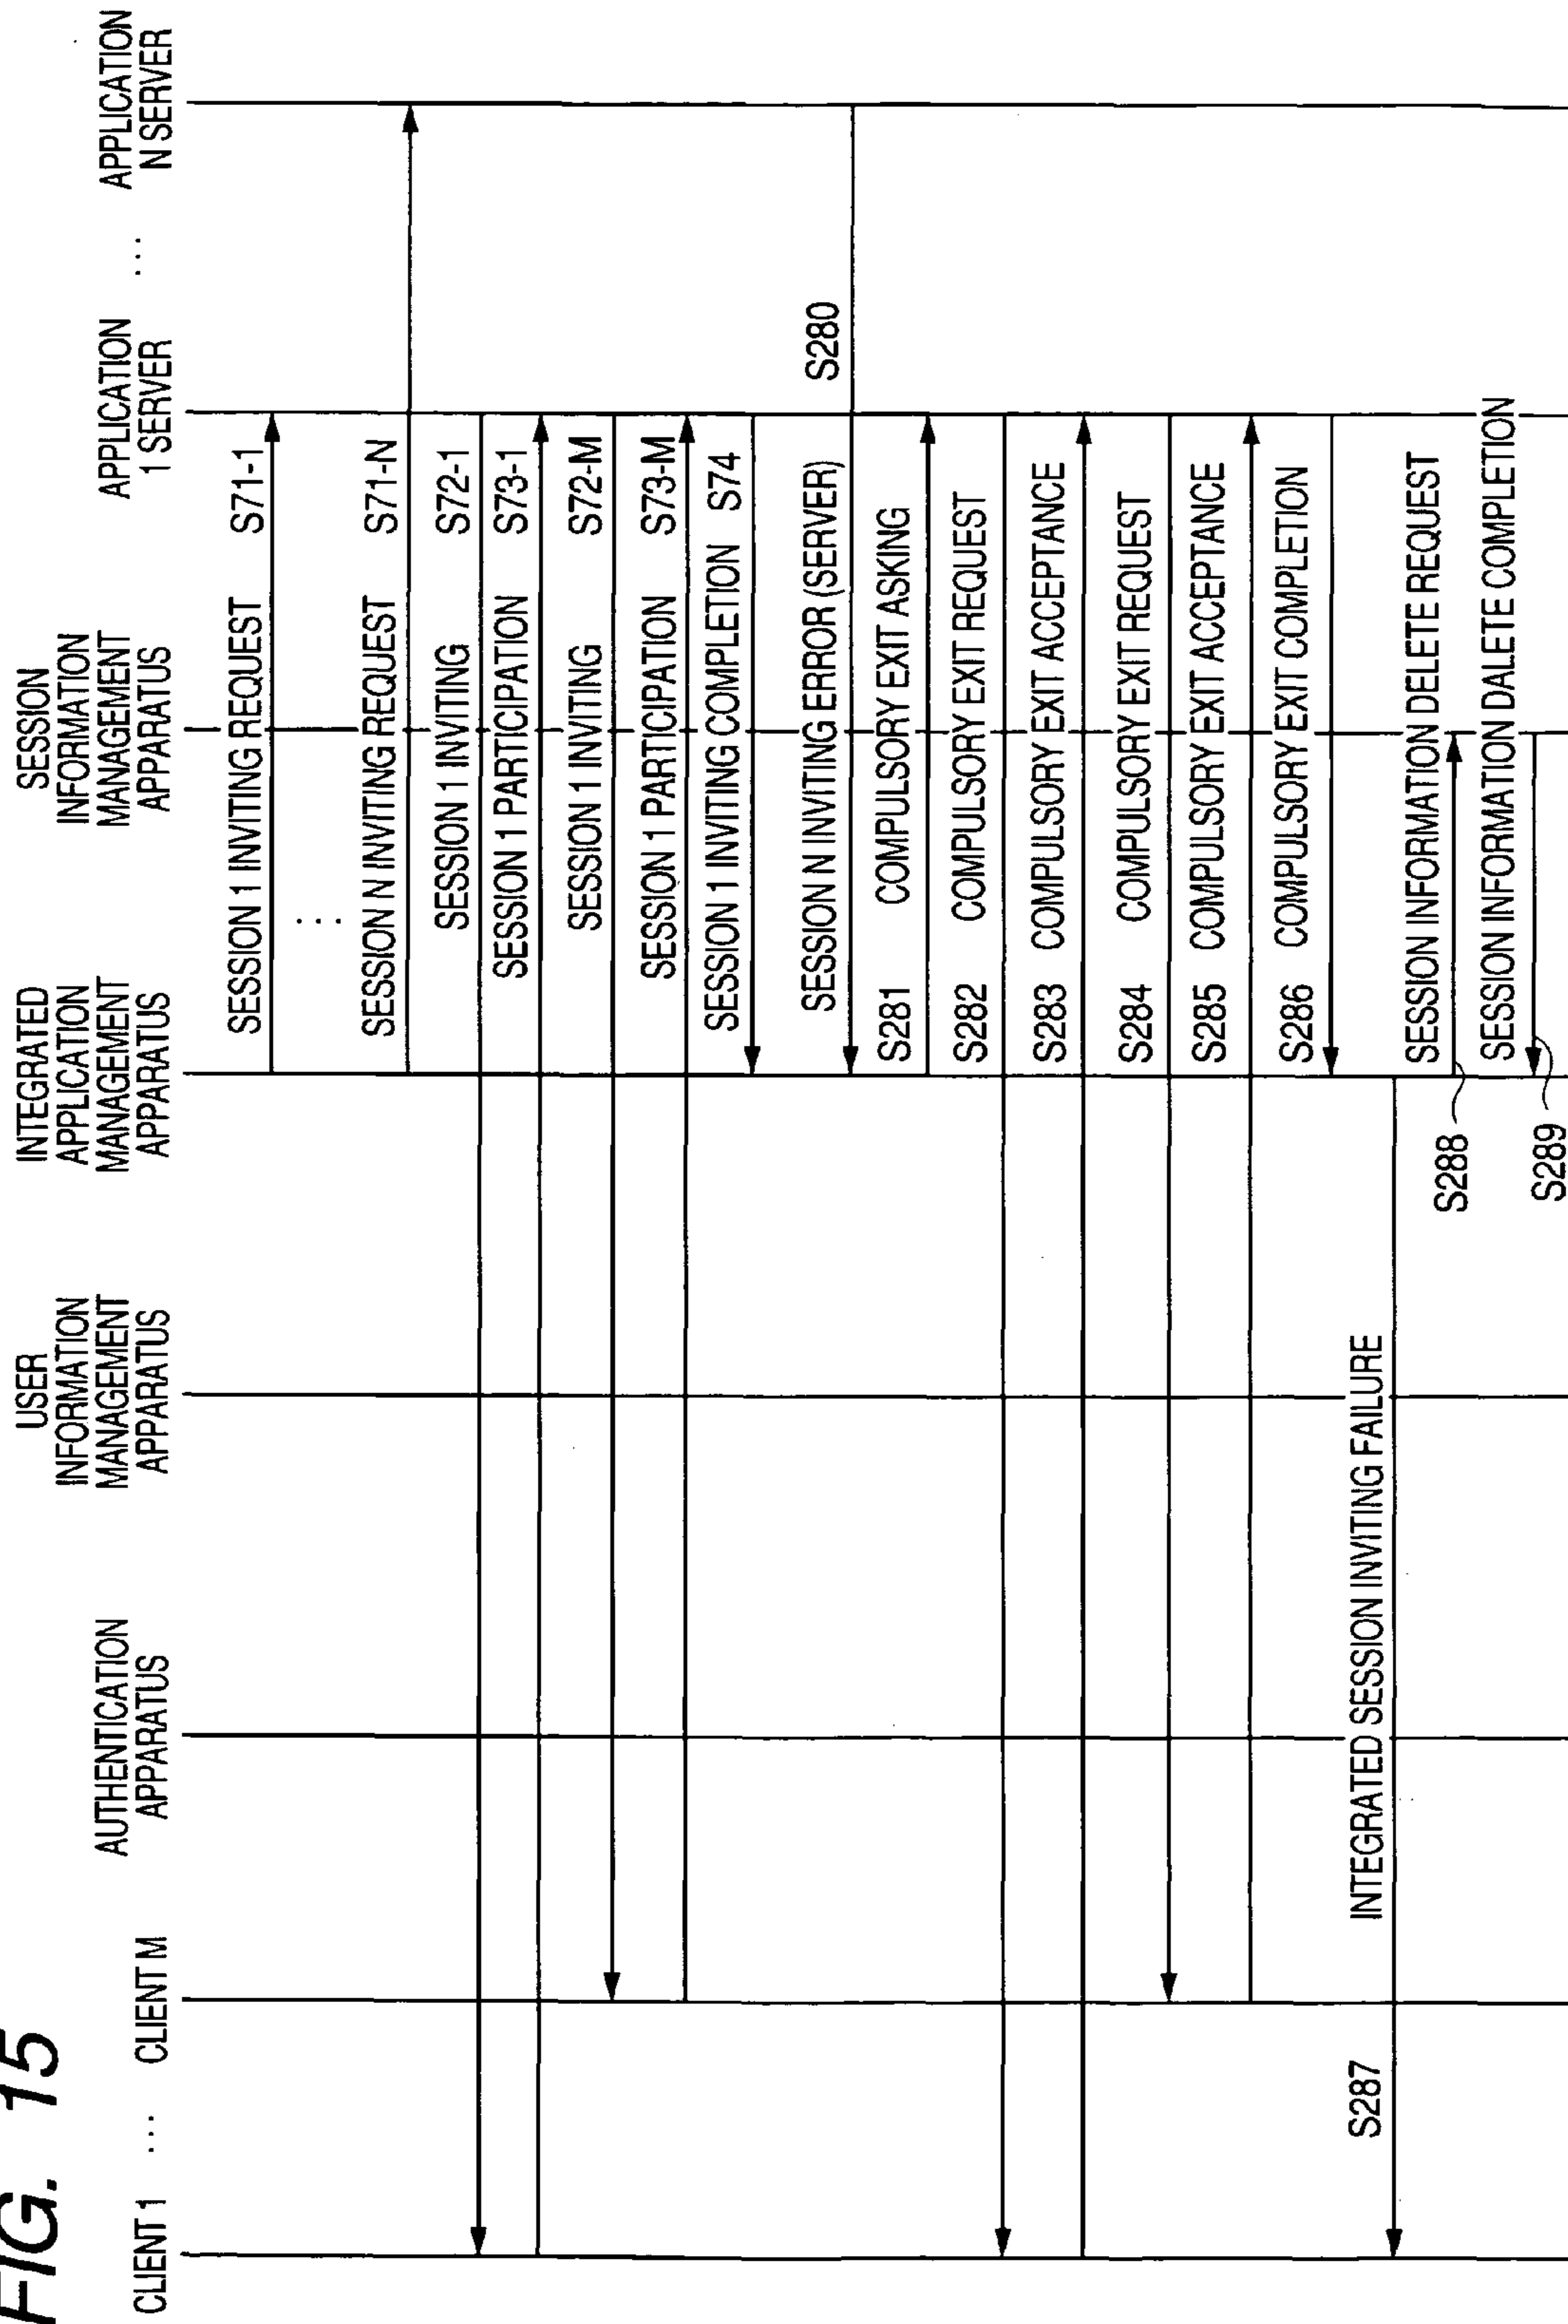 FIG. 15
CLIENT 1
...
CLIENT M
AUTHENTICATION
APPARATUS
USER
INFORMATION
MANAGEMENT
APPARATUS
INTEGRATED
APPLICATION
MANAGEMENT
APPARATUS
SESSION
INFORMATION
MANAGEMENT
APPARATUS
APPLICATION
1 SERVER
...
APPLICATION
N SERVER
SESSION 1 INVITING REQUEST S71-1
...
SESSION N INVITING REQUEST S71-N
SESSION 1 INVITING S72-1
SESSION 1 PARTICIPATION S73-1
SESSION 1 INVITING S72-M
SESSION 1 PARTICIPATION S73-M
SESSION 1 INVITING COMPLETION S74
SESSION N INVITING ERROR (SERVER) S280
S281 COMPULSORY EXIT ASKING
S282 COMPULSORY EXIT REQUEST
S283 COMPULSORY EXIT ACCEPTANCE
S284 COMPULSORY EXIT REQUEST
S285 COMPULSORY EXIT ACCEPTANCE
S286 COMPULSORY EXIT COMPLETION
S287 INTEGRATED SESSION INVITING FAILURE
SESSION INFORMATION DELETE REQUEST
S288
SESSION INFORMATION DALETE COMPLETION
S289